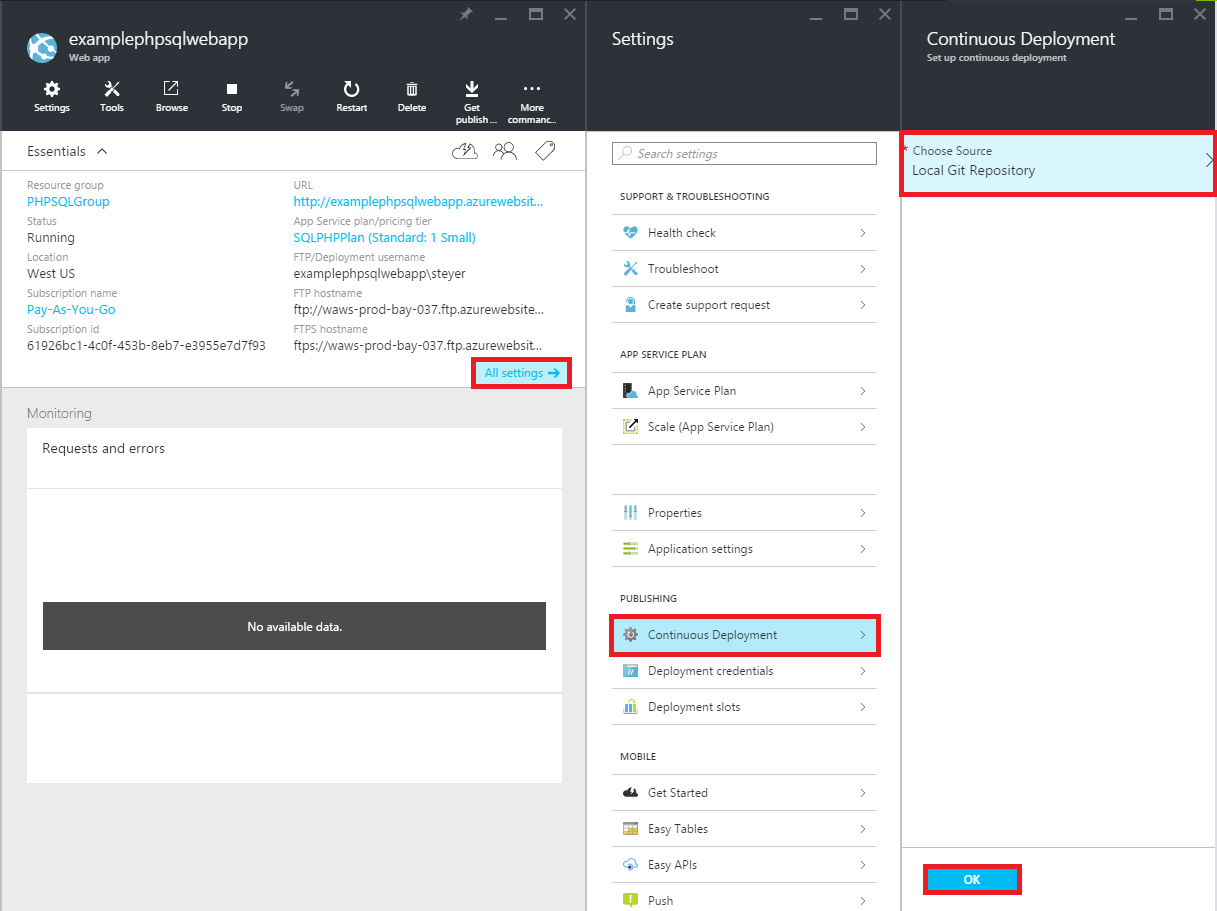 examplephpsqlwebapp
Web app
Settings
Tools
Browse
Stop
Swap
Restart
Delete
Get publish ...
More commanc...
Essentials
Resource group
PHPSQLGroup
Status
Running
Location
West US
Subscription name
Pay-As-You-Go
Subscription id
61926bc1-4c0f-453b-8eb7-e3955e7d7f93
URL
http://examplephpsqlwebapp.azurewebsit...
App Service plan/pricing tier
SQLPHPPlan (Standard: 1 Small)
FTP/Deployment username
examplephpsqlwebapp\steyer
FTP hostname
ftp://waws-prod-bay-037.ftp.azurewebsite...
FTPS hostname
ftps://waws-prod-bay-037.ftp.azurewebsit...
All settings
Monitoring
Requests and errors
No available data.
Settings
Search settings
SUPPORT & TROUBLESHOOTING
Health check
Troubleshoot
Create support request
APP SERVICE PLAN
App Service Plan
Scale (App Service Plan)
Properties
Application settings
PUBLISHING
Continuous Deployment
Deployment credentials
Deployment slots
MOBILE
Get Started
Easy Tables
Easy APIs
Push
Continuous Deployment
Set up continuous deployment
* Choose Source
Local Git Repository
OK